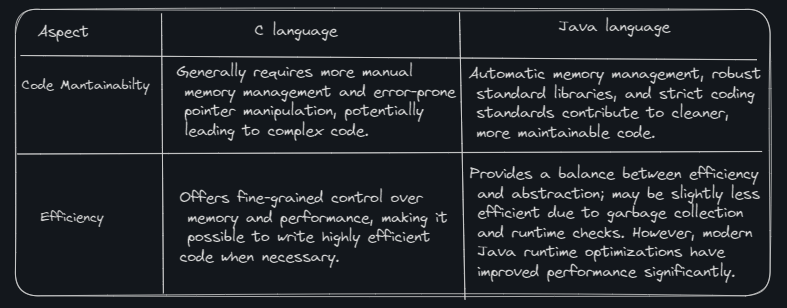 Aspect
C language
Java language
Code Mantainabilty
Generally requires more manual
memory management and error-prone
pointer manipulation, potentially
leading to complex code.
Automatic memory management, robust
standard libraries, and strict coding
standards contribute to cleaner,
more maintainable code.
Efficiency
Offers fine-grained control over
memory and performance, making it
possible to write highly efficient
code when necessary.
Provides a balance between efficiency
and abstraction; may be slightly less
efficient due to garbage collection
and runtime checks. However, modern
Java runtime optimizations have
improved performance significantly.